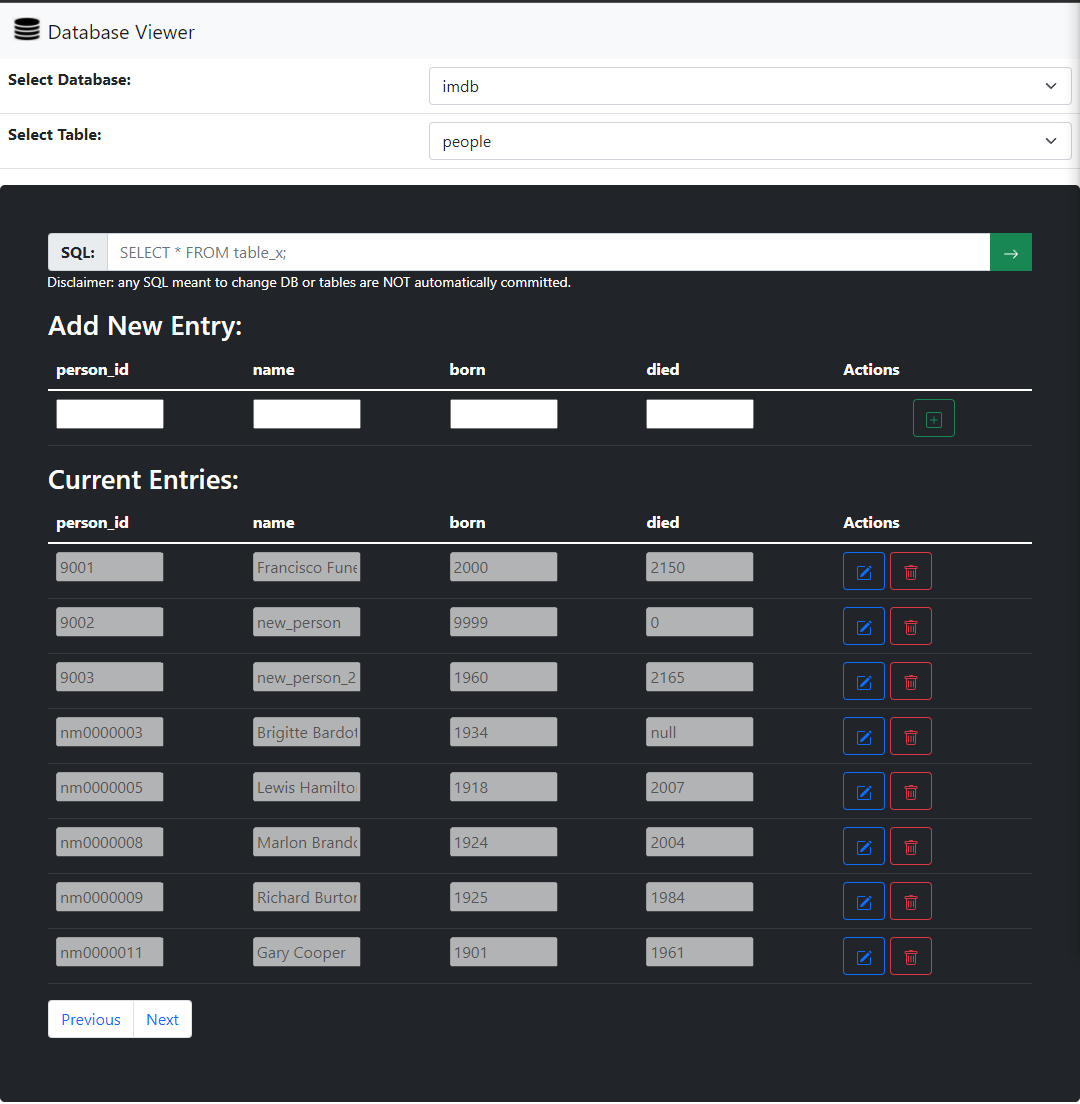 Database Viewer
Select Database: imdb
Select Table: people
SQL: SELECT * FROM table_x;
Disclaimer: any SQL meant to change DB or tables are NOT automatically committed.
Add New Entry:
person_id name born died Actions
Current Entries:
person_id name born died Actions
9001 Francisco Fune 2000 2150
9002 new_person 9999 0
9003 new_person_2 1960 2165
nm0000003 Brigitte Bardot 1934 null
nm0000005 Lewis Hamilto 1918 2007
nm0000008 Marlon Brando 1924 2004
nm0000009 Richard Burton 1925 1984
nm0000011 Gary Cooper 1901 1961
Previous Next